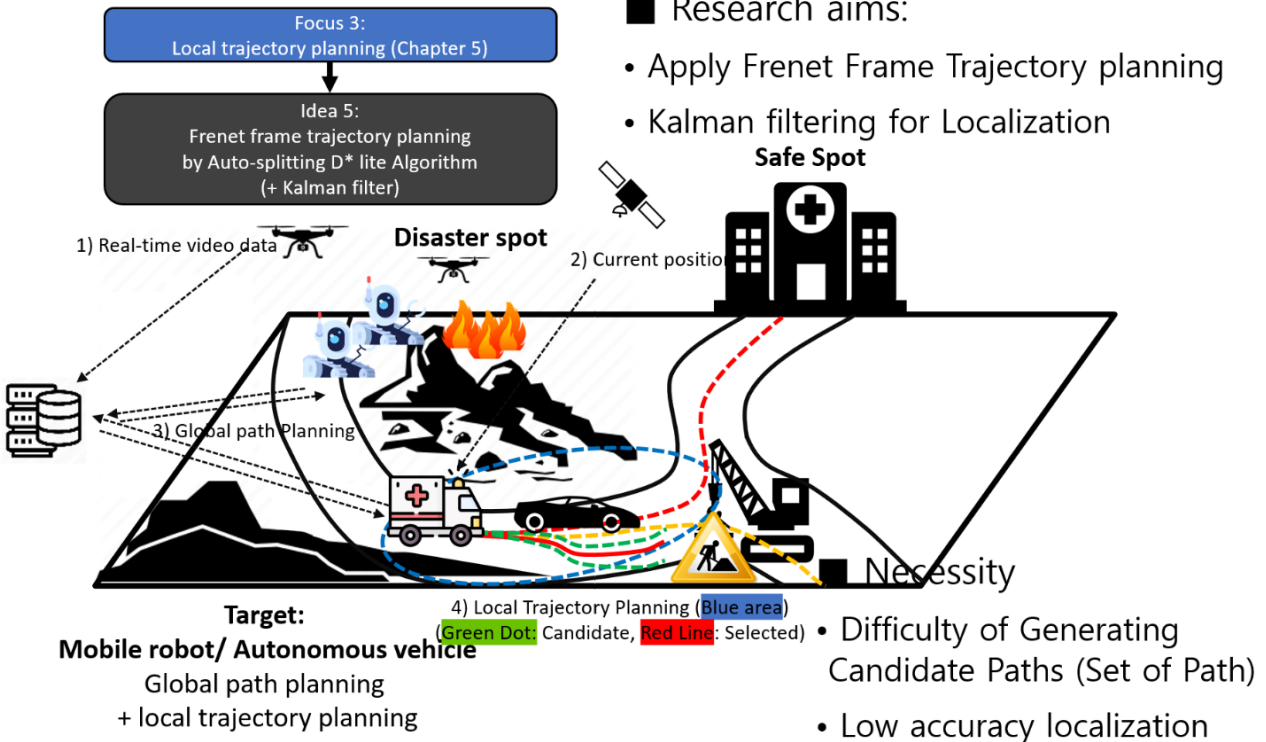 Focus 3:
Local trajectory planning (Chapter 5)
Idea 5:
Frenet frame trajectory planning
by Auto-splitting D* lite Algorithm
(+ Kalman filter)
■ Research aims:
• Apply Frenet Frame Trajectory planning
• Kalman filtering for Localization
Safe Spot
1) Real-time video data
Disaster spot
2) Current position
3) Global path Planning
4) Local Trajectory Planning (Blue area)
(Green Dot: Candidate, Red Line: Selected)
Target:
Mobile robot/ Autonomous vehicle
Global path planning
+ local trajectory planning
■ Necessity
• Difficulty of Generating
Candidate Paths (Set of Path)
• Low accuracy localization